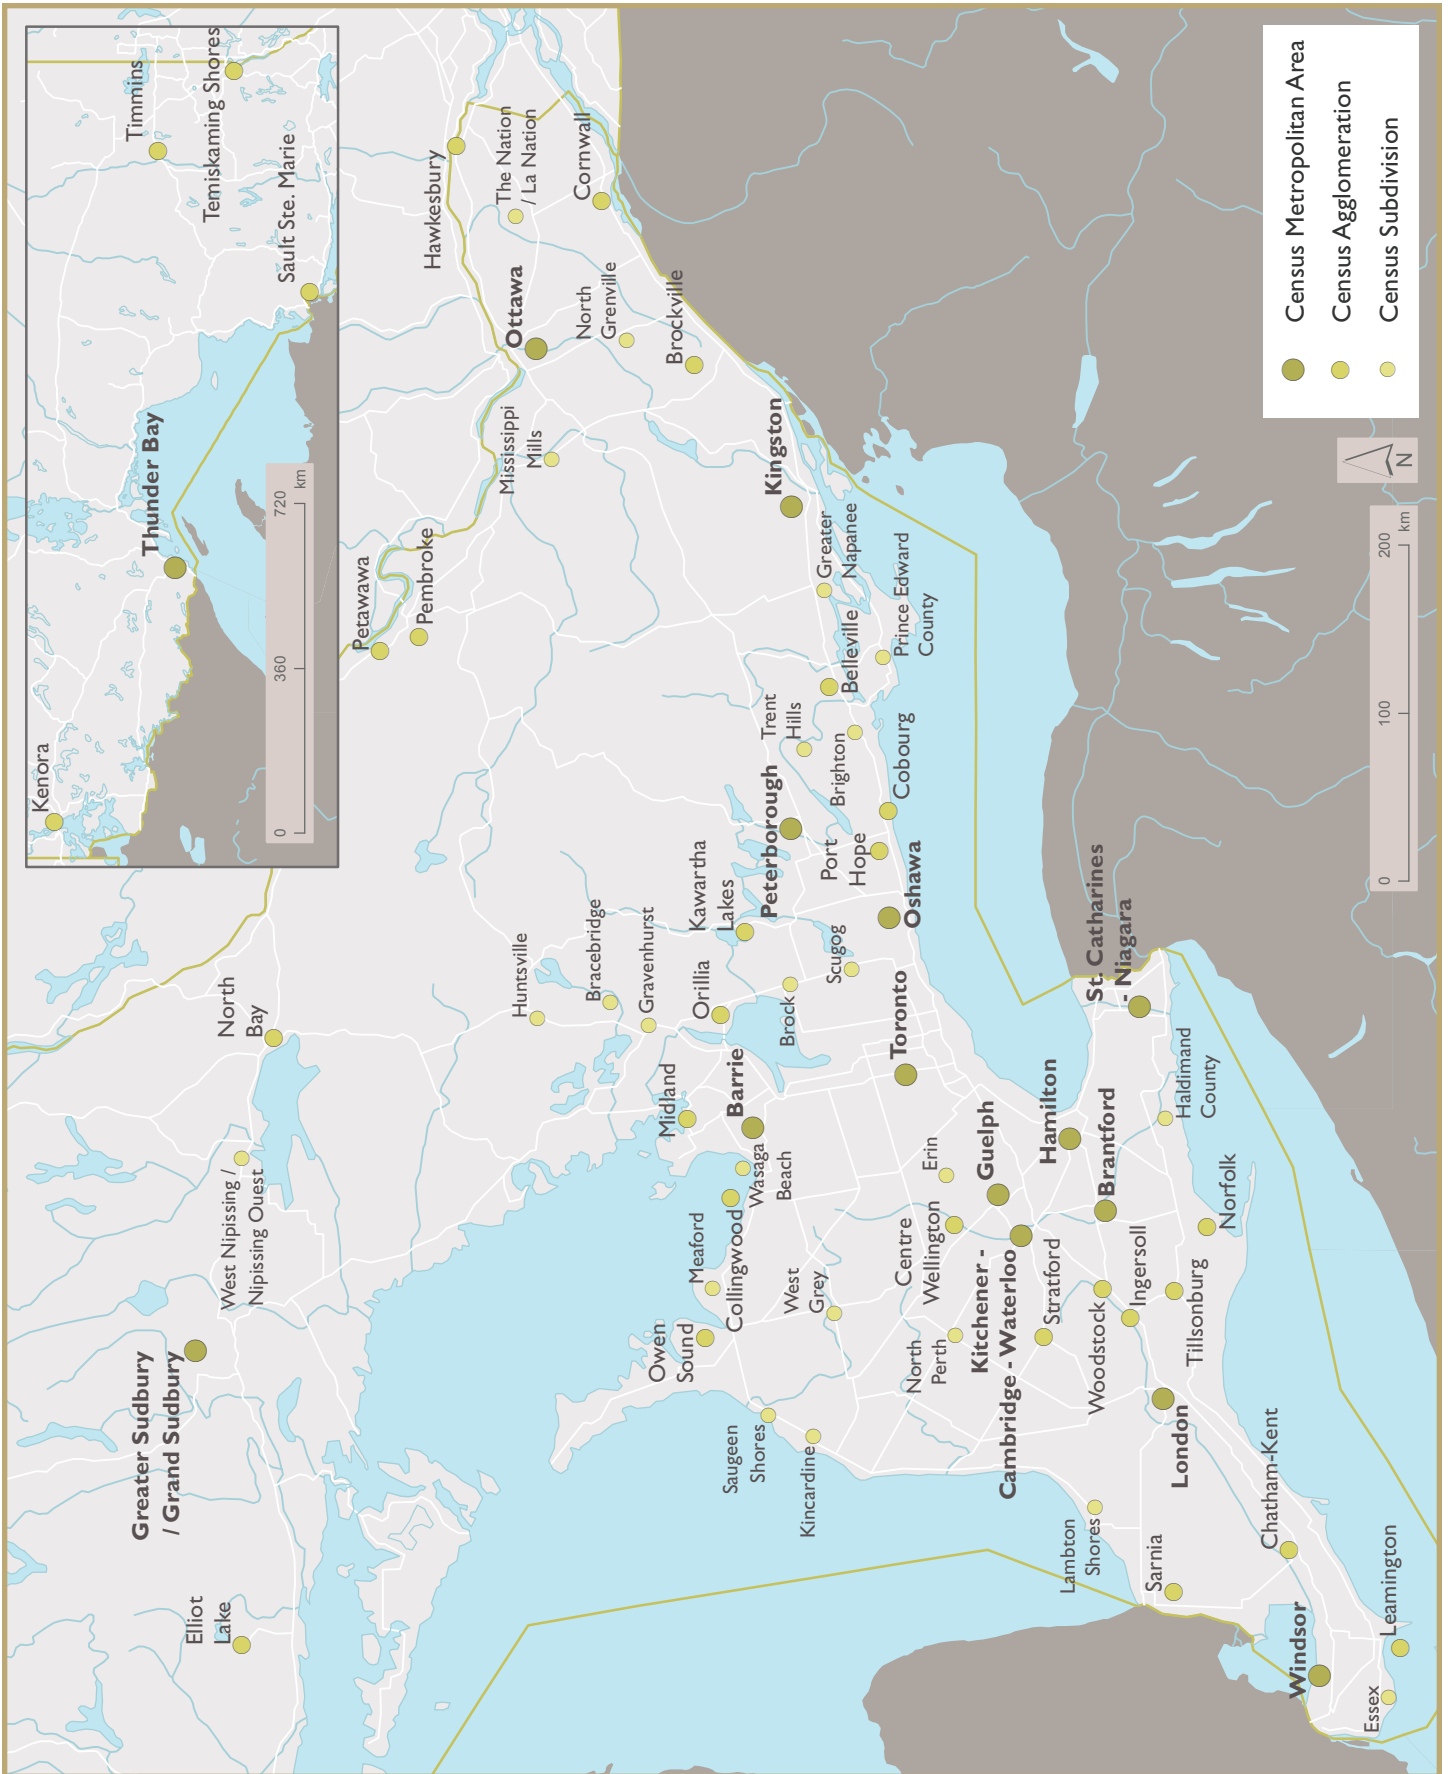 Kenora
Thunder Bay
Timmins
Temiskaming Shores
Sault Ste. Marie
0
360
720
km
Elliot
Lake
Greater Sudbury
/ Grand Sudbury
West Nipissing /
Nipissing Ouest
North
Bay
Petawawa
Pembroke
Hawkesbury
The Nation
/ La Nation
Cornwall
Ottawa
North
Grenville
Brockville
Mississippi
Mills
Kingston
Greater
Napanee
Belleville
Prince Edward
County
Trent
Hills
Brighton
Cobourg
Peterborough
Port
Hope
Kawartha
Lakes
Oshawa
Scugog
Brock
Huntsville
Bracebridge
Gravenhurst
Orillia
Midland
Barrie
Toronto
Wasaga
Beach
Collingwood
Meaford
Owen
Sound
West
Grey
Saugeen
Shores
Kincardine
Erin
Guelph
Centre
Wellington
North
Perth
Kitchener -
Cambridge - Waterloo
Stratford
Hamilton
Brantford
St. Catharines
- Niagara
Haldimand
County
Norfolk
Woodstock
Ingersoll
Tillsonburg
London
Lambton
Shores
Sarnia
Chatham-Kent
Windsor
Leamington
Essex
Census Metropolitan Area
Census Agglomeration
Census Subdivision
N
0
100
200
km